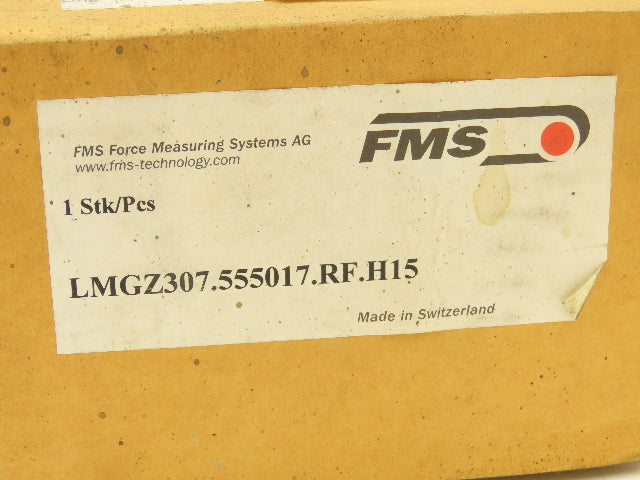 FMS Force Measuring Systems AG
www.fms-technology.com
FMS
1 Stk/Pcs
LMGZ307.555017.RF.H15
Made in Switzerland